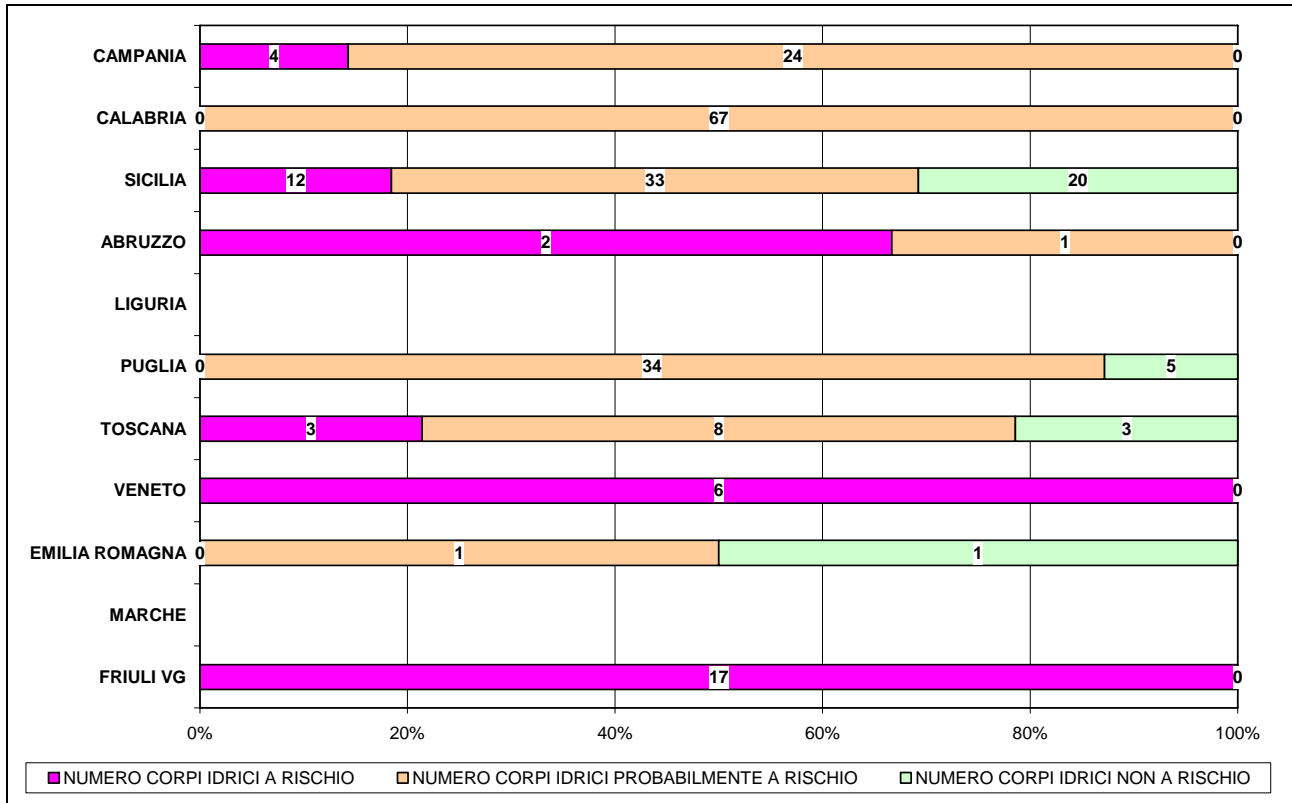 CAMPANIA 4 24 0
CALABRIA 0 67 0
SICILIA 12 33 20
ABRUZZO 2 1 0
LIGURIA
PUGLIA 0 34 5
TOSCANA 3 8 3
VENETO 6 0
EMILIA ROMAGNA 0 1 1
MARCHE
FRIULI VG 17 0
0% 20% 40% 60% 80% 100%
NUMERO CORPI IDRICI A RISCHIO NUMERO CORPI IDRICI PROBABILMENTE A RISCHIO NUMERO CORPI IDRICI NON A RISCHIO